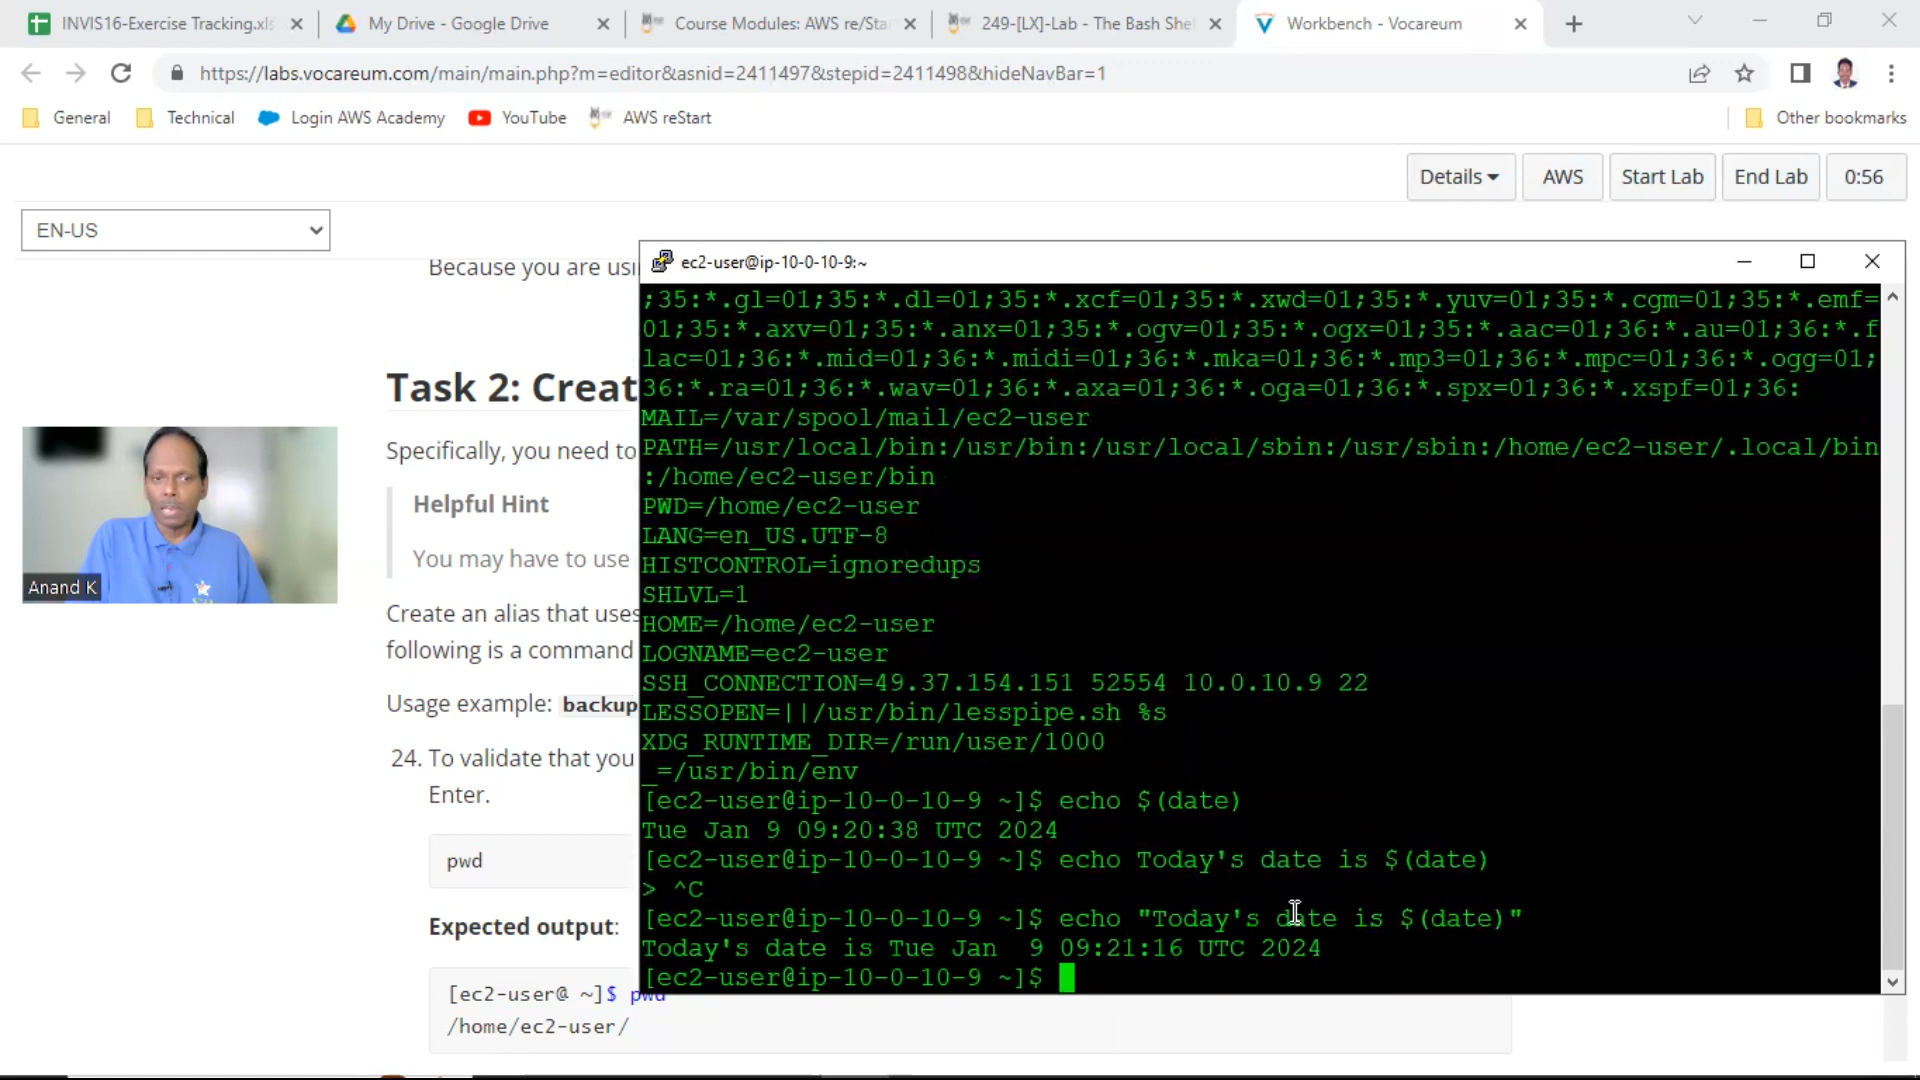 INVIS16-Exercise Tracking.xls
My Drive - Google Drive
Course Modules: AWS re/Star
249-[LX]-Lab - The Bash Shel
Workbench - Vocareum
https://labs.vocareum.com/main/main.php?m=editor&asnid=2411497&stepid=2411498&hideNavBar=1
General
Technical
Login AWS Academy
YouTube
AWS reStart
Other bookmarks
Details
AWS
Start Lab
End Lab
0:56
EN-US
Because you are usi
Task 2: Creat
Specifically, you need to
Helpful Hint
You may have to use
Create an alias that uses
following is a command
Usage example: backup
24. To validate that you
Enter.
pwd
Expected output:
[ec2-user@ ~]$ pwd
/home/ec2-user/
Anand K
ec2-user@ip-10-0-10-9:~
;35:*.gl=01;35:*.dl=01;35:*.xcf=01;35:*.xwd=01;35:*.yuv=01;35:*.cgm=01;35:*.emf=
01;35:*.axv=01;35:*.anx=01;35:*.ogv=01;35:*.ogx=01;35:*.aac=01;36:*.au=01;36:*.f
lac=01;36:*.mid=01;36:*.midi=01;36:*.mka=01;36:*.mp3=01;36:*.mpc=01;36:*.ogg=01;
36:*.ra=01;36:*.wav=01;36:*.axa=01;36:*.oga=01;36:*.spx=01;36:*.xspf=01;36:
MAIL=/var/spool/mail/ec2-user
PATH=/usr/local/bin:/usr/bin:/usr/local/sbin:/usr/sbin:/home/ec2-user/.local/bin
:/home/ec2-user/bin
PWD=/home/ec2-user
LANG=en_US.UTF-8
HISTCONTROL=ignoredups
SHLVL=1
HOME=/home/ec2-user
LOGNAME=ec2-user
SSH_CONNECTION=49.37.154.151 52554 10.0.10.9 22
LESSOPEN=||/usr/bin/lesspipe.sh %s
XDG_RUNTIME_DIR=/run/user/1000
_=/usr/bin/env
[ec2-user@ip-10-0-10-9 ~]$ echo $(date)
Tue Jan 9 09:20:38 UTC 2024
[ec2-user@ip-10-0-10-9 ~]$ echo Today's date is $(date)
> ^C
[ec2-user@ip-10-0-10-9 ~]$ echo "Today's date is $(date)"
Today's date is Tue Jan  9 09:21:16 UTC 2024
[ec2-user@ip-10-0-10-9 ~]$